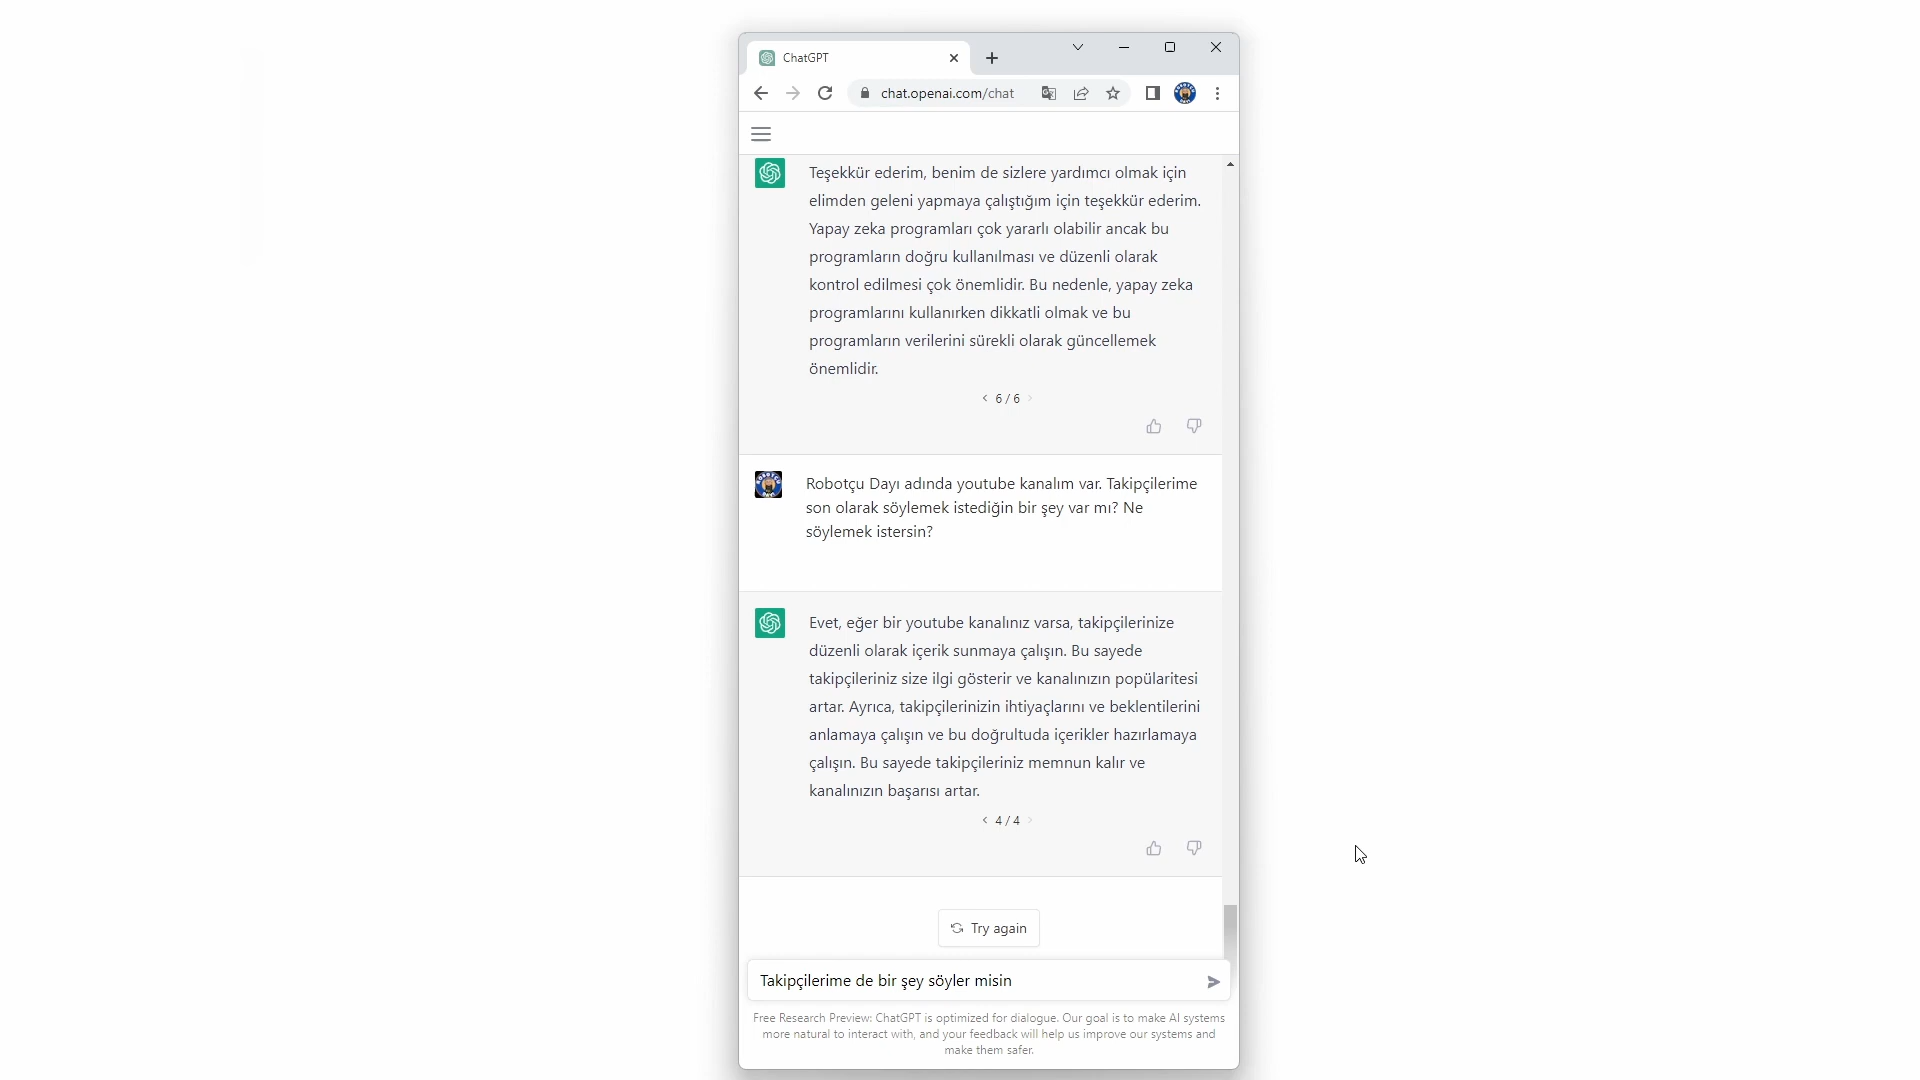 ChatGPT
chat.openai.com/chat
Teşekkür ederim, benim de sizlere yardımcı olmak için
elimden geleni yapmaya çalıştığım için teşekkür ederim.
Yapay zeka programları çok yararlı olabilir ancak bu
programların doğru kullanılması ve düzenli olarak
kontrol edilmesi çok önemlidir. Bu nedenle, yapay zeka
programlarını kullanırken dikkatli olmak ve bu
programların verilerini sürekli olarak güncellemek
önemlidir.
6 / 6
Robotçu Dayı adında youtube kanalım var. Takipçilerime
son olarak söylemek istediğin bir şey var mı? Ne
söylemek istersin?
Evet, eğer bir youtube kanalınız varsa, takipçilerinize
düzenli olarak içerik sunmaya çalışın. Bu sayede
takipçileriniz size ilgi gösterir ve kanalınızın popülaritesi
artar. Ayrıca, takipçilerinizin ihtiyaçlarını ve beklentilerini
anlamaya çalışın ve bu doğrultuda içerikler hazırlamaya
çalışın. Bu sayede takipçileriniz memnun kalır ve
kanalınızın başarısı artar.
4 / 4
Try again
Takipçilerime de bir şey söyler misin
Free Research Preview: ChatGPT is optimized for dialogue. Our goal is to make AI systems
more natural to interact with, and your feedback will help us improve our systems and
make them safer.